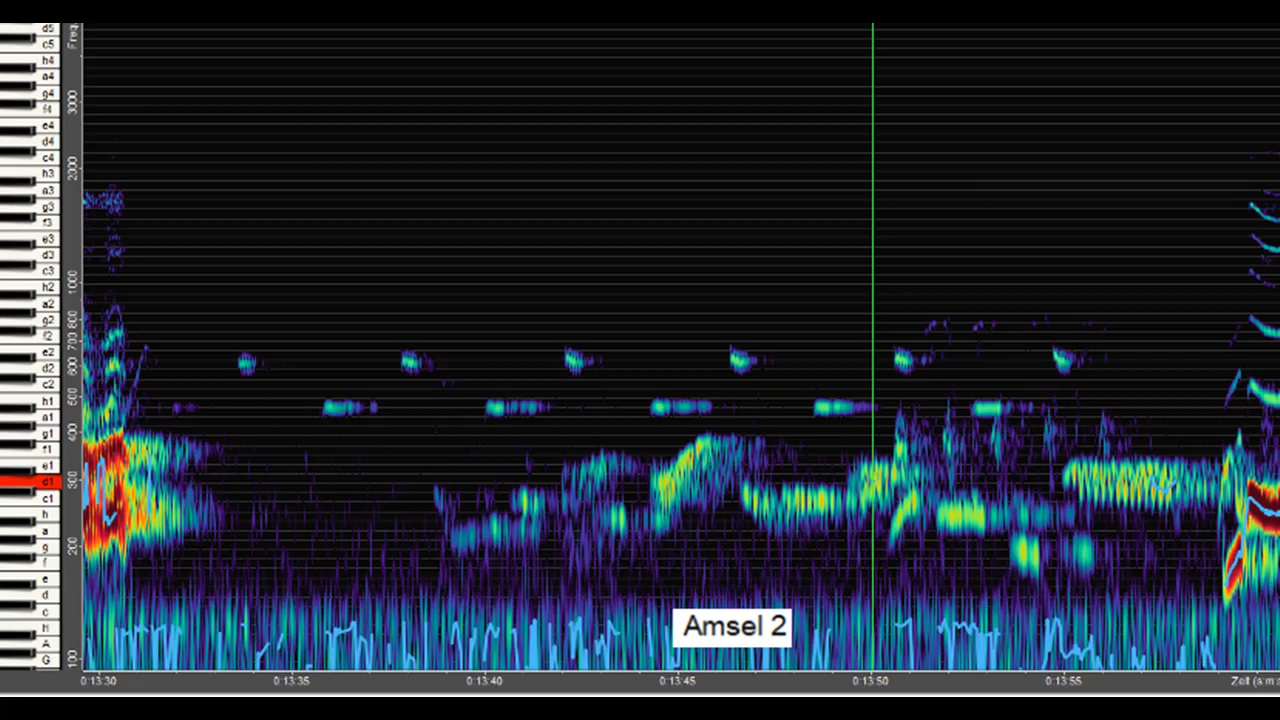 d5
c5
h4
a4
g4
f4
e4
d4
c4
h3
a3
g3
f3
e3
d3
c3
h2
a2
g2
f2
e2
d2
c2
h1
a1
g1
f1
e1
d1
c1
h
a
g
f
e
d
c
H
A
G
Freq
3000
2000
1000
800
700
600
500
400
300
200
100
Amsel 2
0:13:30 0:13:35 0:13:40 0:13:45 0:13:50 0:13:55 Zeit (s:m:s